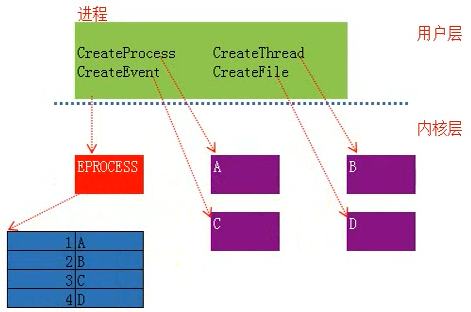 进程
用户层
CreateProcess CreateThread
CreateEvent CreateFile
内核层
EPROCESS A B
C D
1 A
2 B
3 C
4 D